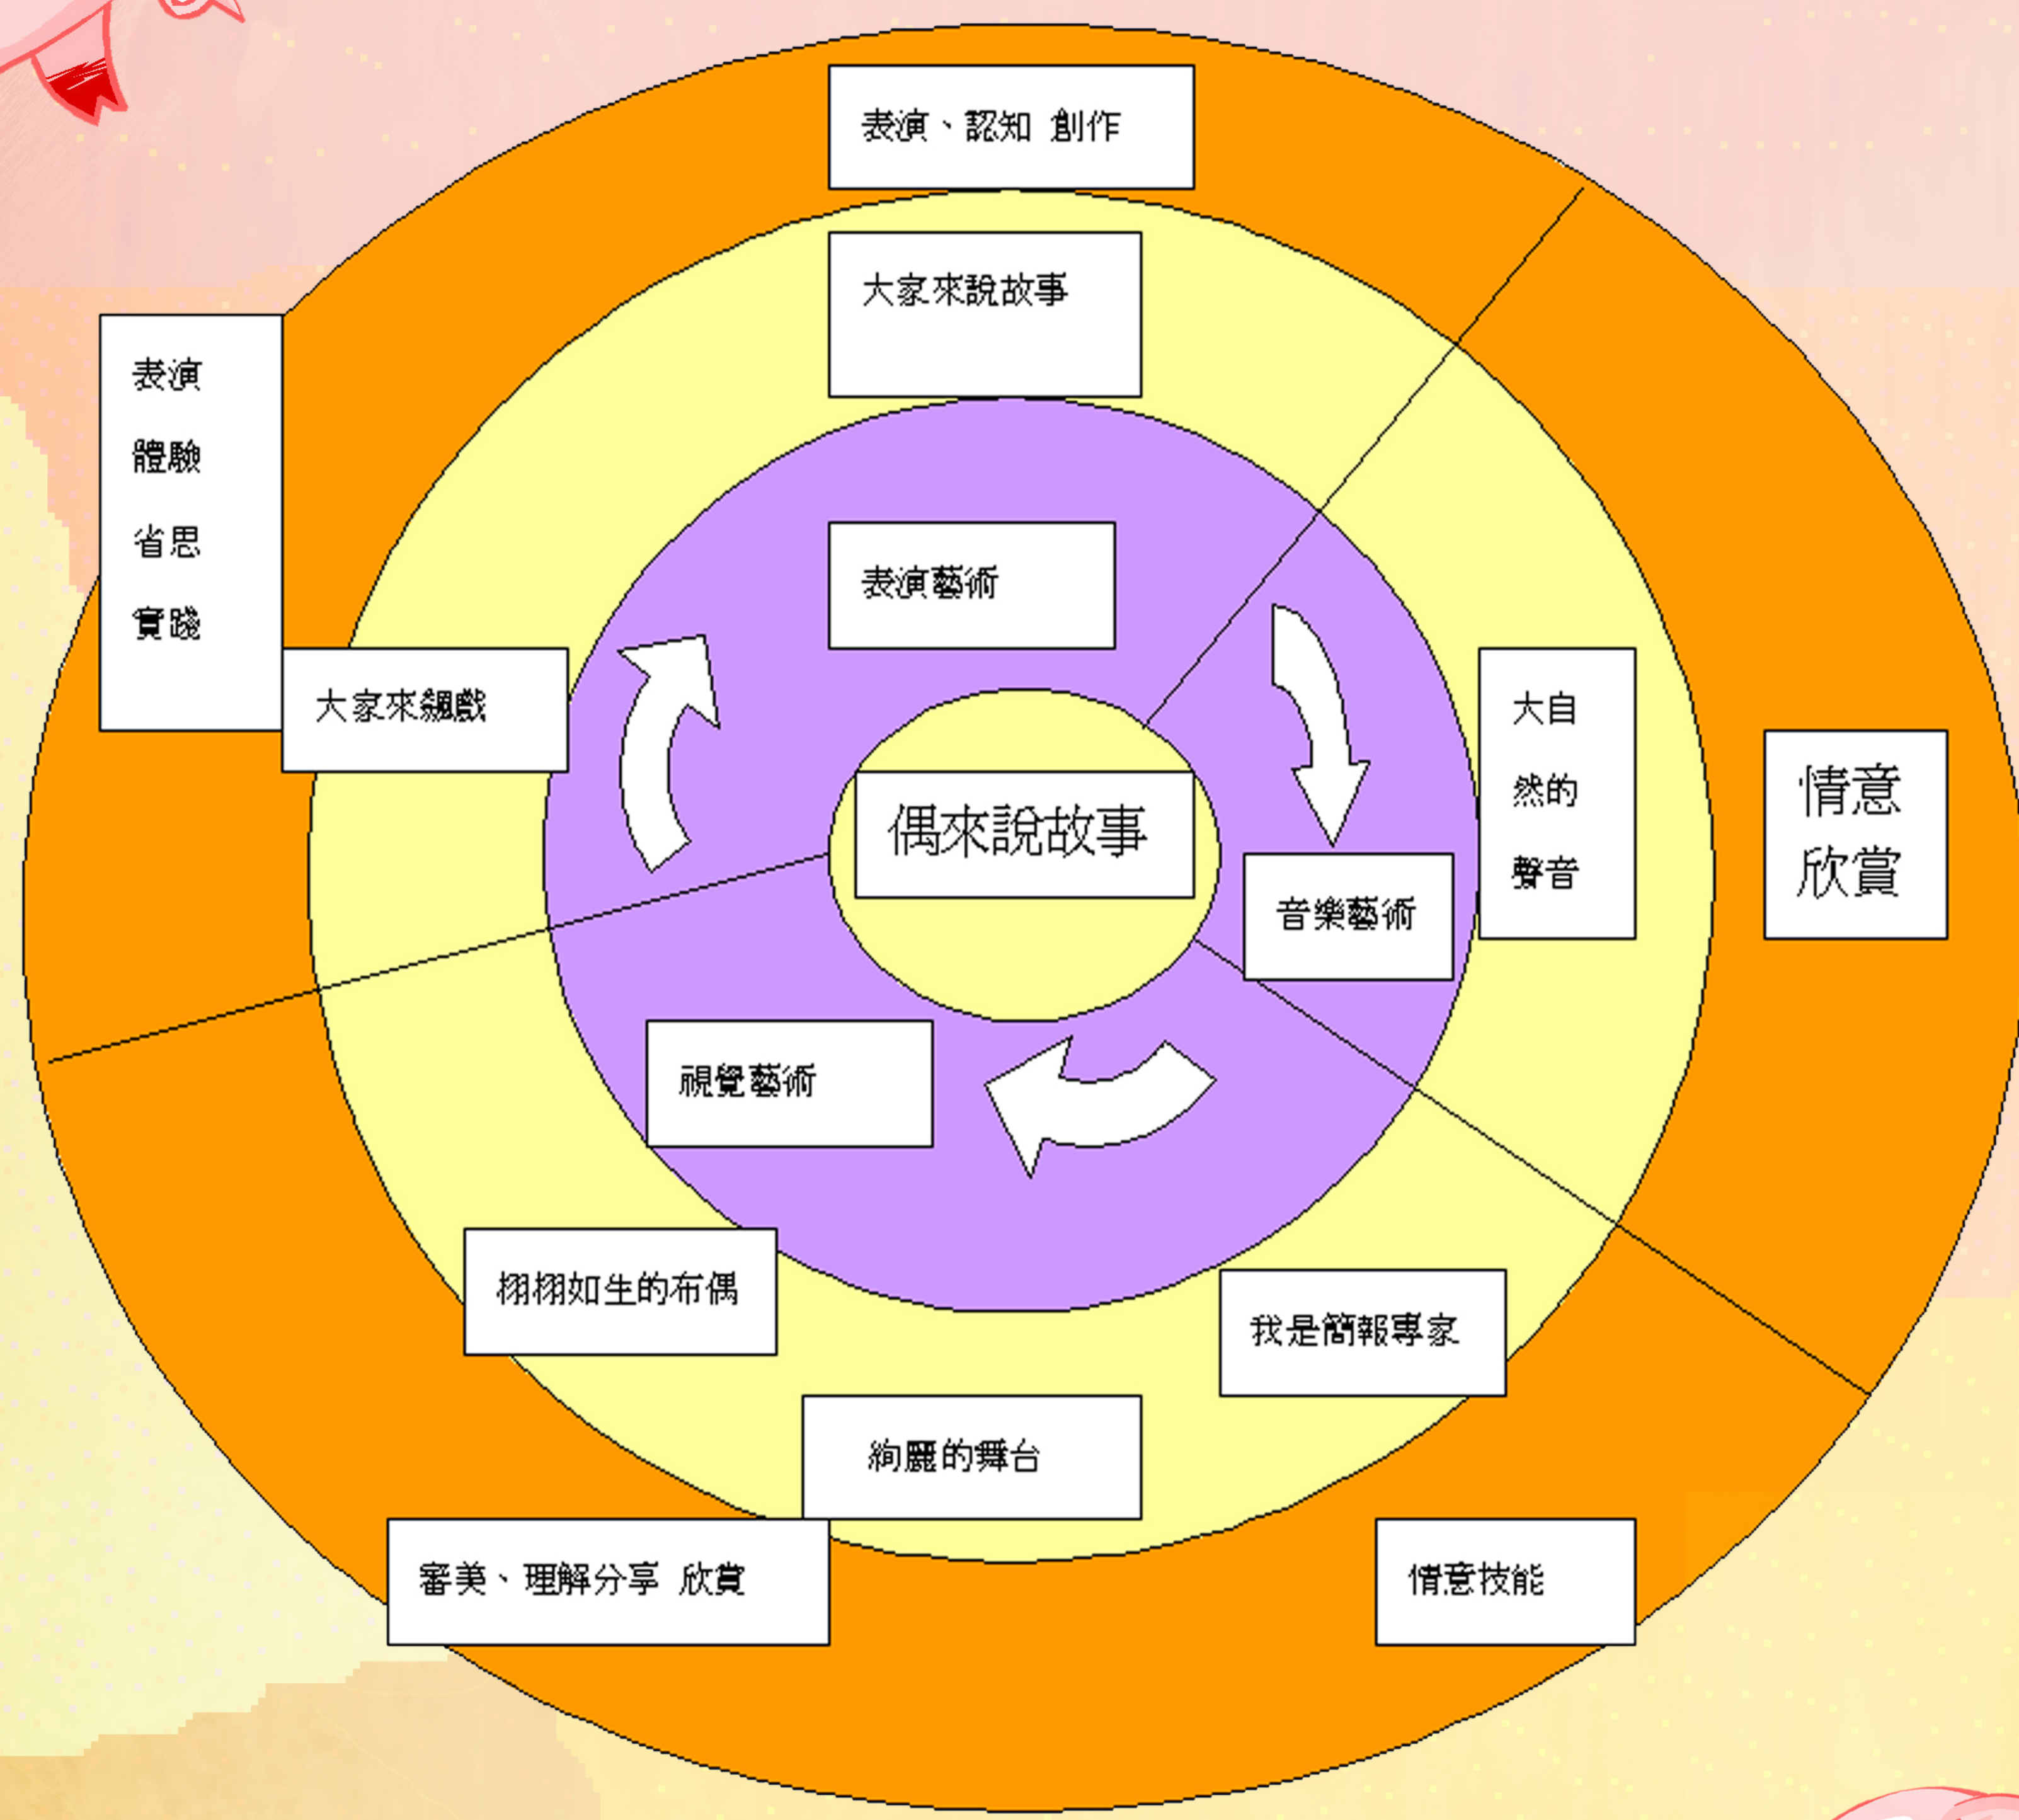 表演、認知 創作
大家來說故事
表演
體驗
省思
實踐
表演藝術
大家來飆戲
大自
然的
聲音
情意
欣賞
偶來說故事
音樂藝術
視覺藝術
栩栩如生的布偶
我是簡報專家
絢麗的舞台
審美、理解分享 欣賞
情意技能